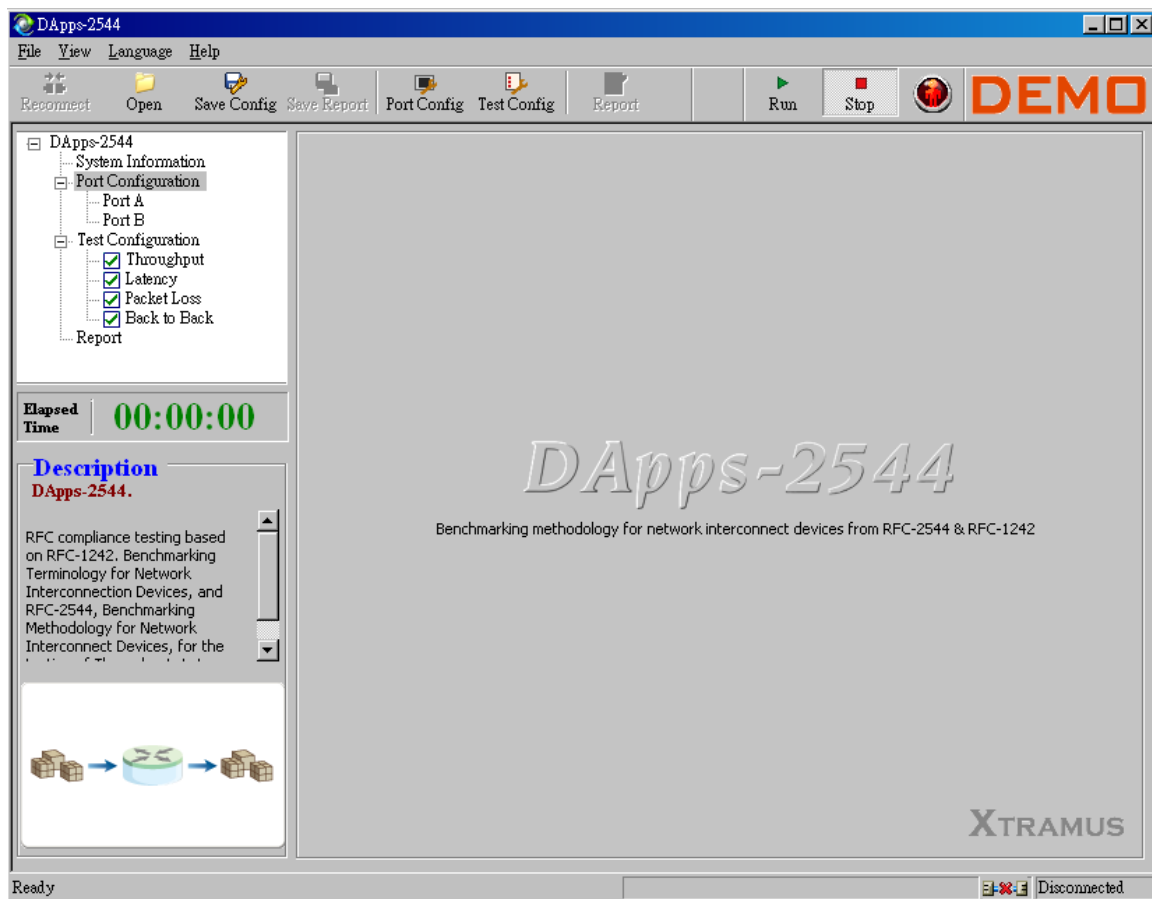 DApps-2544
File View Language Help
Reconnect Open Save Config Save Report Port Config Test Config Report Run Stop DEMO
DApps-2544
System Information
Port Configuration
Port A
Port B
Test Configuration
Throughput
Latency
Packet Loss
Back to Back
Report
Elapsed
Time
00:00:00
Description
DApps-2544.
RFC compliance testing based
on RFC-1242. Benchmarking
Terminology for Network
Interconnection Devices, and
RFC-2544, Benchmarking
Methodology for Network
Interconnect Devices, for the
DApps-2544
Benchmarking methodology for network interconnect devices from RFC-2544 & RFC-1242
XTRAMUS
Ready
Disconnected